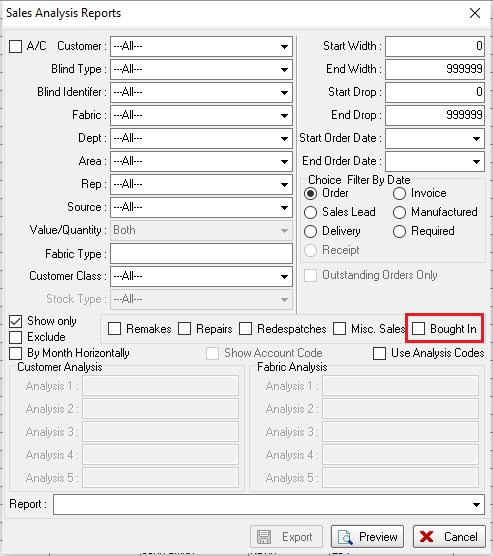 Sales Analysis Reports
A/C Customer : ---All---
Blind Type : ---All---
Blind Identifer : ---All---
Fabric : ---All---
Dept : ---All---
Area : ---All---
Rep : ---All---
Source : ---All---
Value/Quantity : Both
Fabric Type :
Customer Class : ---All---
Stock Type : ---All---
Start Width : 0
End Width : 999999
Start Drop : 0
End Drop : 999999
Start Order Date :
End Order Date :
Choice Filter By Date
Order Invoice
Sales Lead Manufactured
Delivery Required
Receipt
Outstanding Orders Only
Show only
Exclude
Remakes Repairs Redespatches Misc. Sales Bought In
By Month Horizontally Show Account Code Use Analysis Codes
Customer Analysis
Analysis 1 :
Analysis 2 :
Analysis 3 :
Analysis 4 :
Analysis 5 :
Fabric Analysis
Analysis 1 :
Analysis 2 :
Analysis 3 :
Analysis 4 :
Analysis 5 :
Report :
Export Preview Cancel